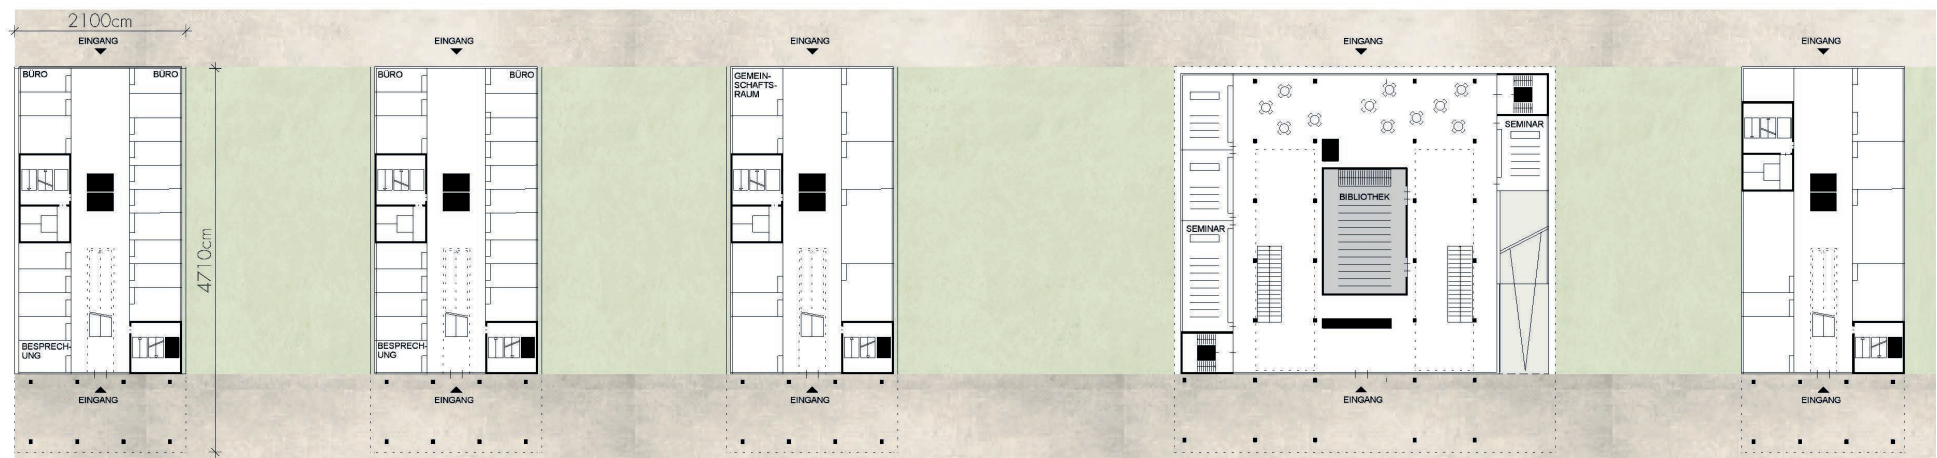 2100cm
EINGANG
EINGANG
EINGANG
EINGANG
EINGANG
BÜRO
BÜRO
BÜRO
BÜRO
GEMEIN-
SCHAFTS-
RAUM
SEMINAR
BIBLIOTHEK
SEMINAR
4710cm
BESPRECH-
UNG
BESPRECH-
UNG
EINGANG
EINGANG
EINGANG
EINGANG
EINGANG